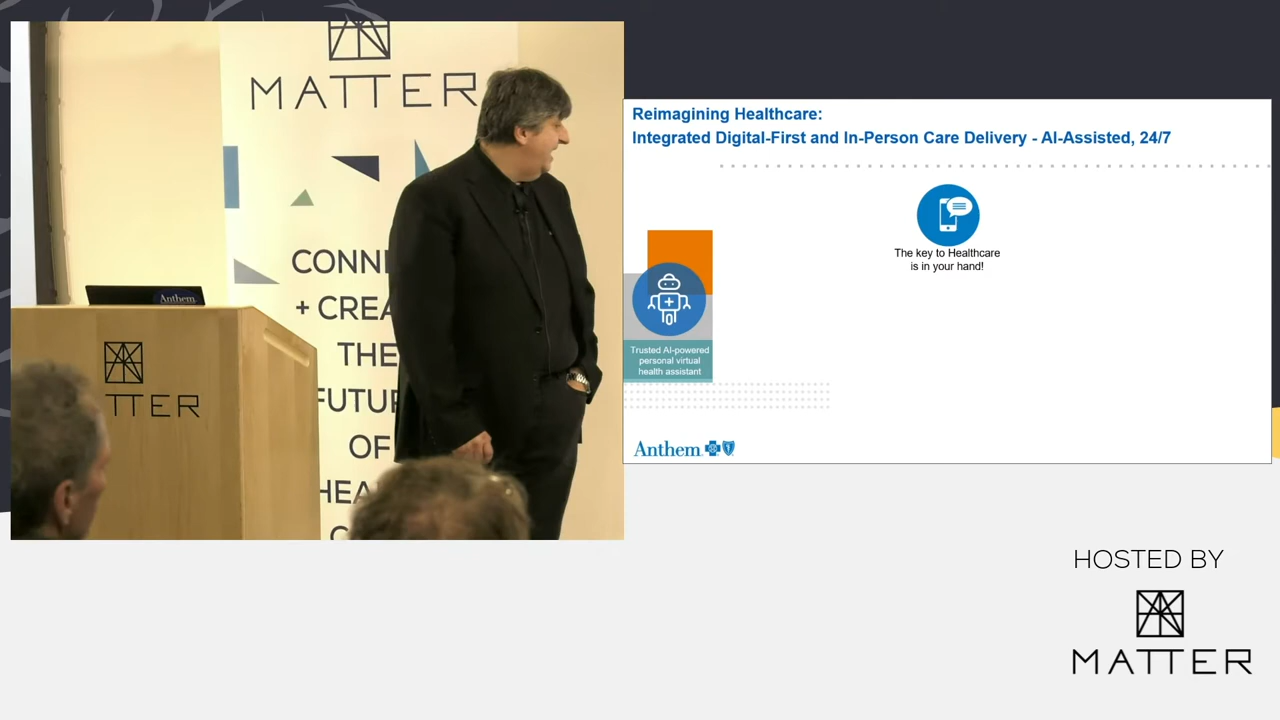 MATTER
CONNE
+ CREA
THE
FUTUR
OF
HEA
C
Anthem
TTER
Reimagining Healthcare:
Integrated Digital-First and In-Person Care Delivery - AI-Assisted, 24/7
The key to Healthcare
is in your hand!
Trusted AI-powered
personal virtual
health assistant
Anthem
HOSTED BY
MATTER